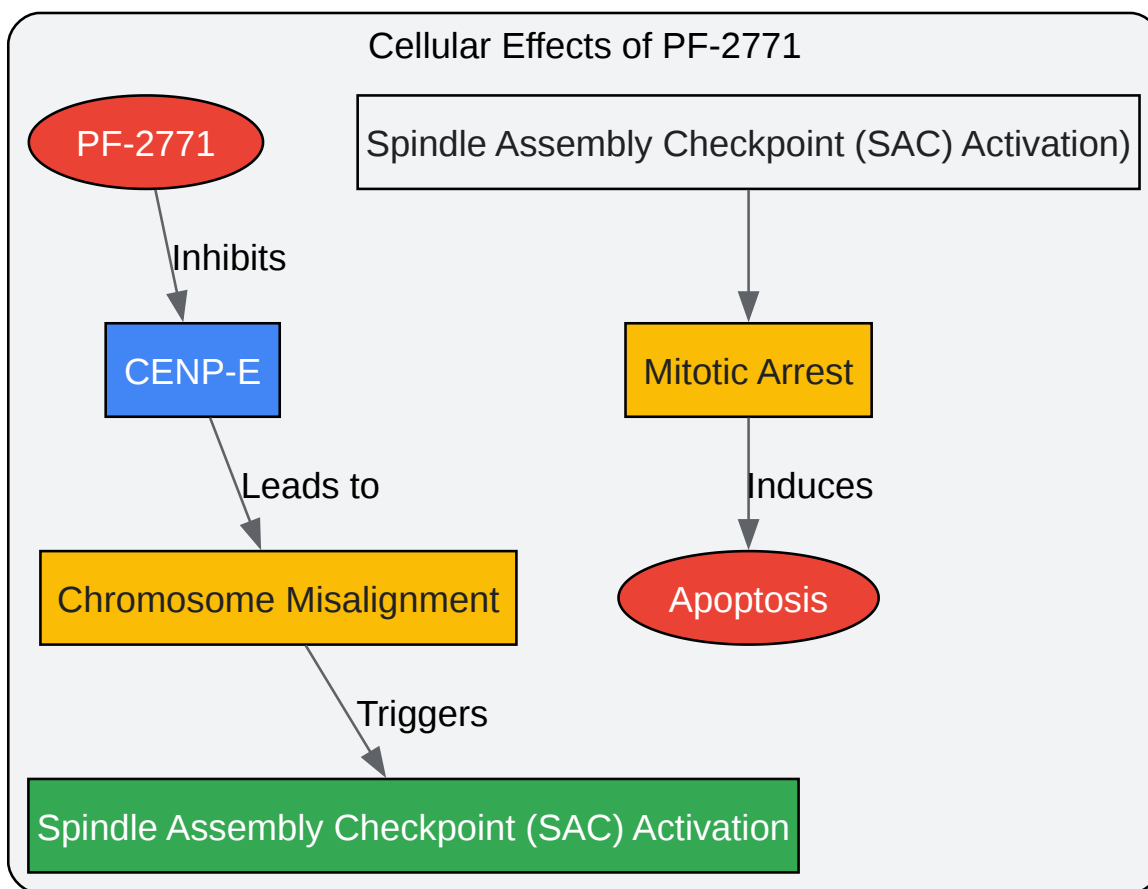 Cellular Effects of PF-2771
PF-2771
Spindle Assembly Checkpoint (SAC) Activation)
Inhibits
CENP-E
Mitotic Arrest
Leads to
Induces
Chromosome Misalignment
Apoptosis
Triggers
Spindle Assembly Checkpoint (SAC) Activation